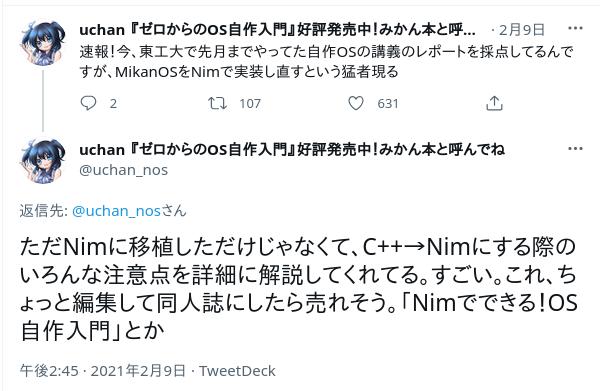 uchan 『ゼロからのOS自作入門』好評発売中！みかん本と呼... · 2月9日
速報！今、東工大で先月までやってた自作OSの講義のレポートを採点してるんで
すが、MikanOSをNimで実装し直すという猛者現る
2 107 631
uchan 『ゼロからのOS自作入門』好評発売中！みかん本と呼んでね
@uchan_nos
返信先: @uchan_nosさん
ただNimに移植しただけじゃなくて、C++→Nimにする際の
いろんな注意点を詳細に解説してくれてる。すごい。これ、ち
ょっと編集して同人誌にしたら売れそう。「Nimでできる！OS
自作入門」とか
午後2:45 · 2021年2月9日 · TweetDeck